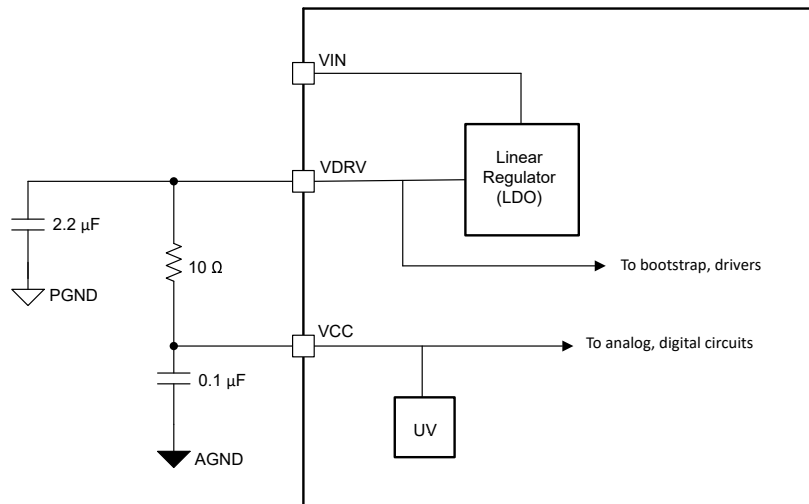 VIN
VDRV
Linear
Regulator
(LDO)
2.2 µF
10 Ω
To bootstrap, drivers
PGND
VCC
To analog, digital circuits
0.1 µF
UV
AGND